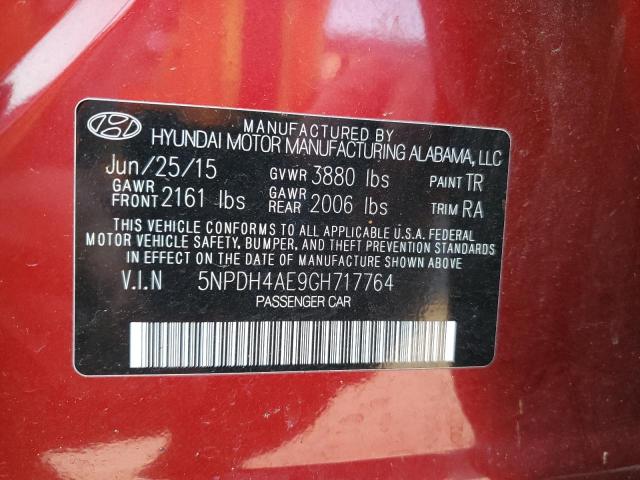 MANUFACTURED BY
HYUNDAI MOTOR MANUFACTURING ALABAMA, LLC
Jun/25/15 GVWR 3880 lbs PAINT TR
GAWR FRONT 2161 lbs GAWR REAR 2006 lbs TRIM RA
THIS VEHICLE CONFORMS TO ALL APPLICABLE U.S.A. FEDERAL
MOTOR VEHICLE SAFETY, BUMPER, AND THEFT PREVENTION STANDARDS
IN EFFECT ON THE DATE OF MANUFACTURE SHOWN ABOVE.
V.I.N 5NPDH4AE9GH717764
PASSENGER CAR